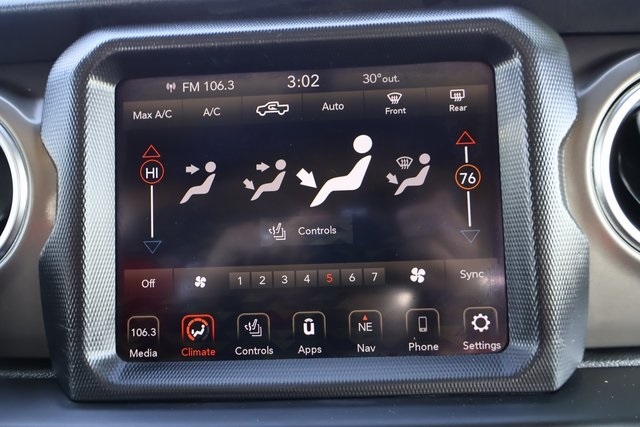 FM 106.3 3:02 30° out.
Max A/C A/C Auto Front Rear
HI 76
Controls
Off 1 2 3 4 5 6 7 Sync
106.3 û NE
Media Climate Controls Apps Nav Phone Settings